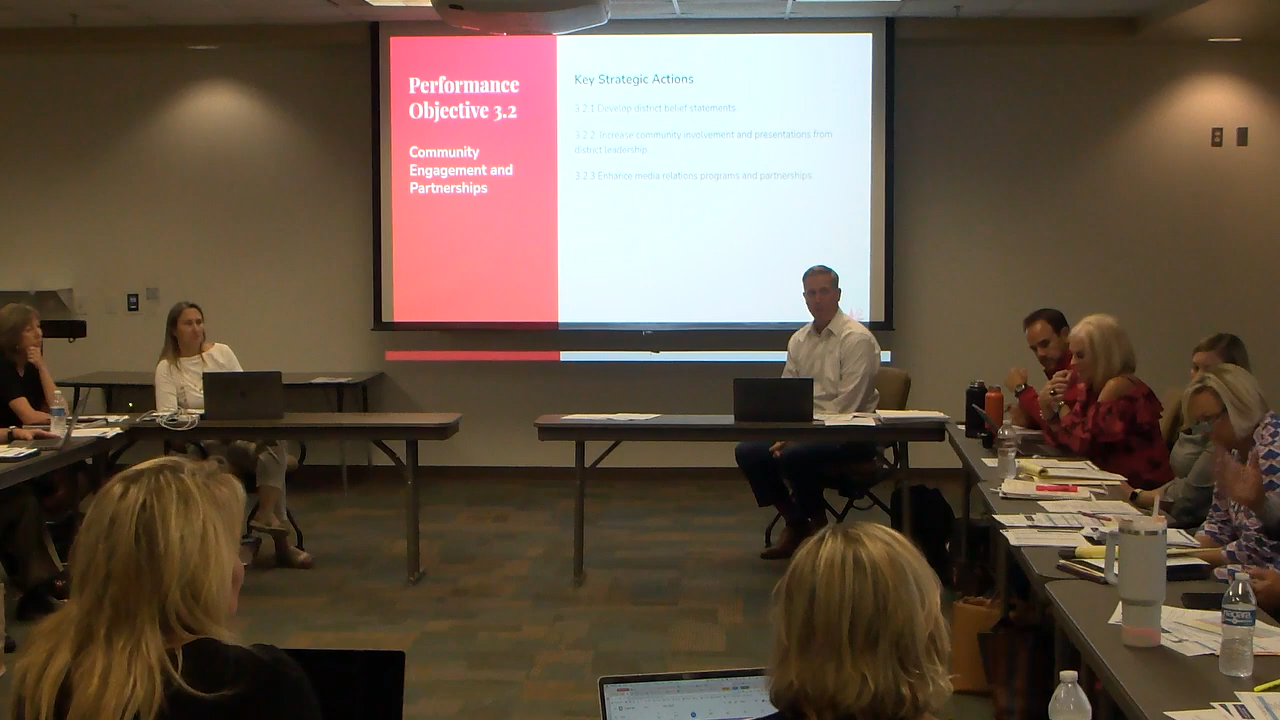 Performance
Objective 3.2
Community
Engagement and
Partnerships
Key Strategic Actions
3.2.1 Develop district belief statements
3.2.2 Increase community involvement and presentations from
district leadership
3.2.3 Enhance media relations programs and partnerships.